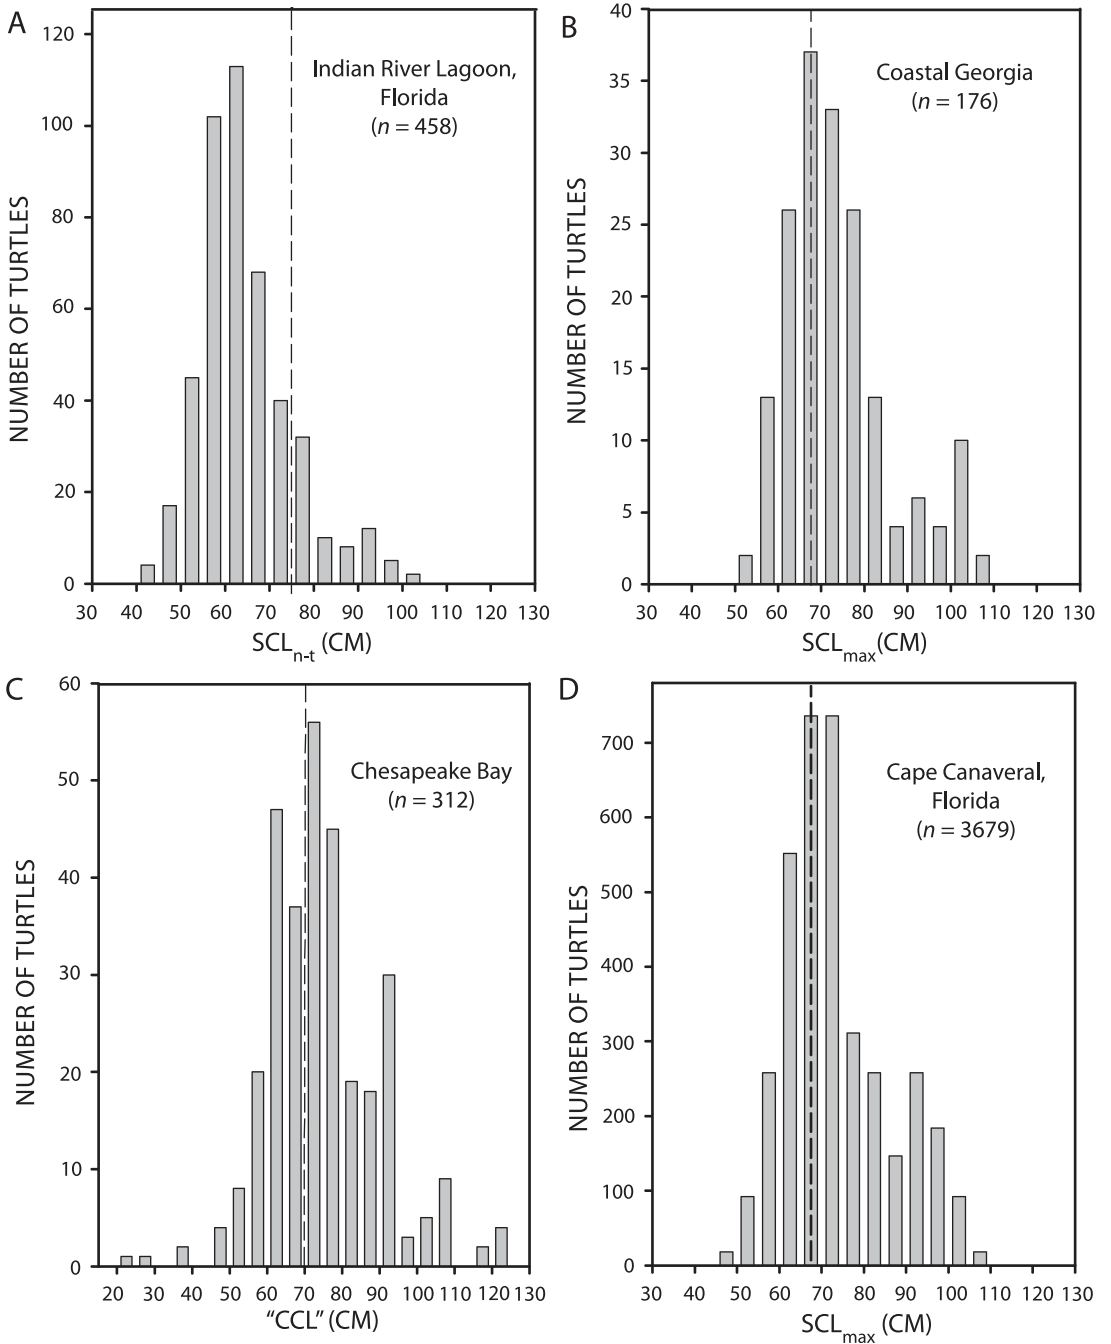 A
120
100
80
60
40
20
0
NUMBER OF TURTLES
Indian River Lagoon,
Florida
(n = 458)
30 40 50 60 70 80 90 100 110 120 130
SCLn-t (CM)
B
40
35
30
25
20
15
10
5
0
NUMBER OF TURTLES
Coastal Georgia
(n = 176)
30 40 50 60 70 80 90 100 110 120 130
SCLmax(CM)
C
60
50
40
30
20
10
0
NUMBER OF TURTLES
Chesapeake Bay
(n = 312)
20 30 40 50 60 70 80 90 100 110 120 130
“CCL” (CM)
D
700
500
400
300
200
100
0
NUMBER OF TURTLES
Cape Canaveral,
Florida
(n = 3679)
30 40 50 60 70 80 90 100 110 120 130
SCLmax (CM)